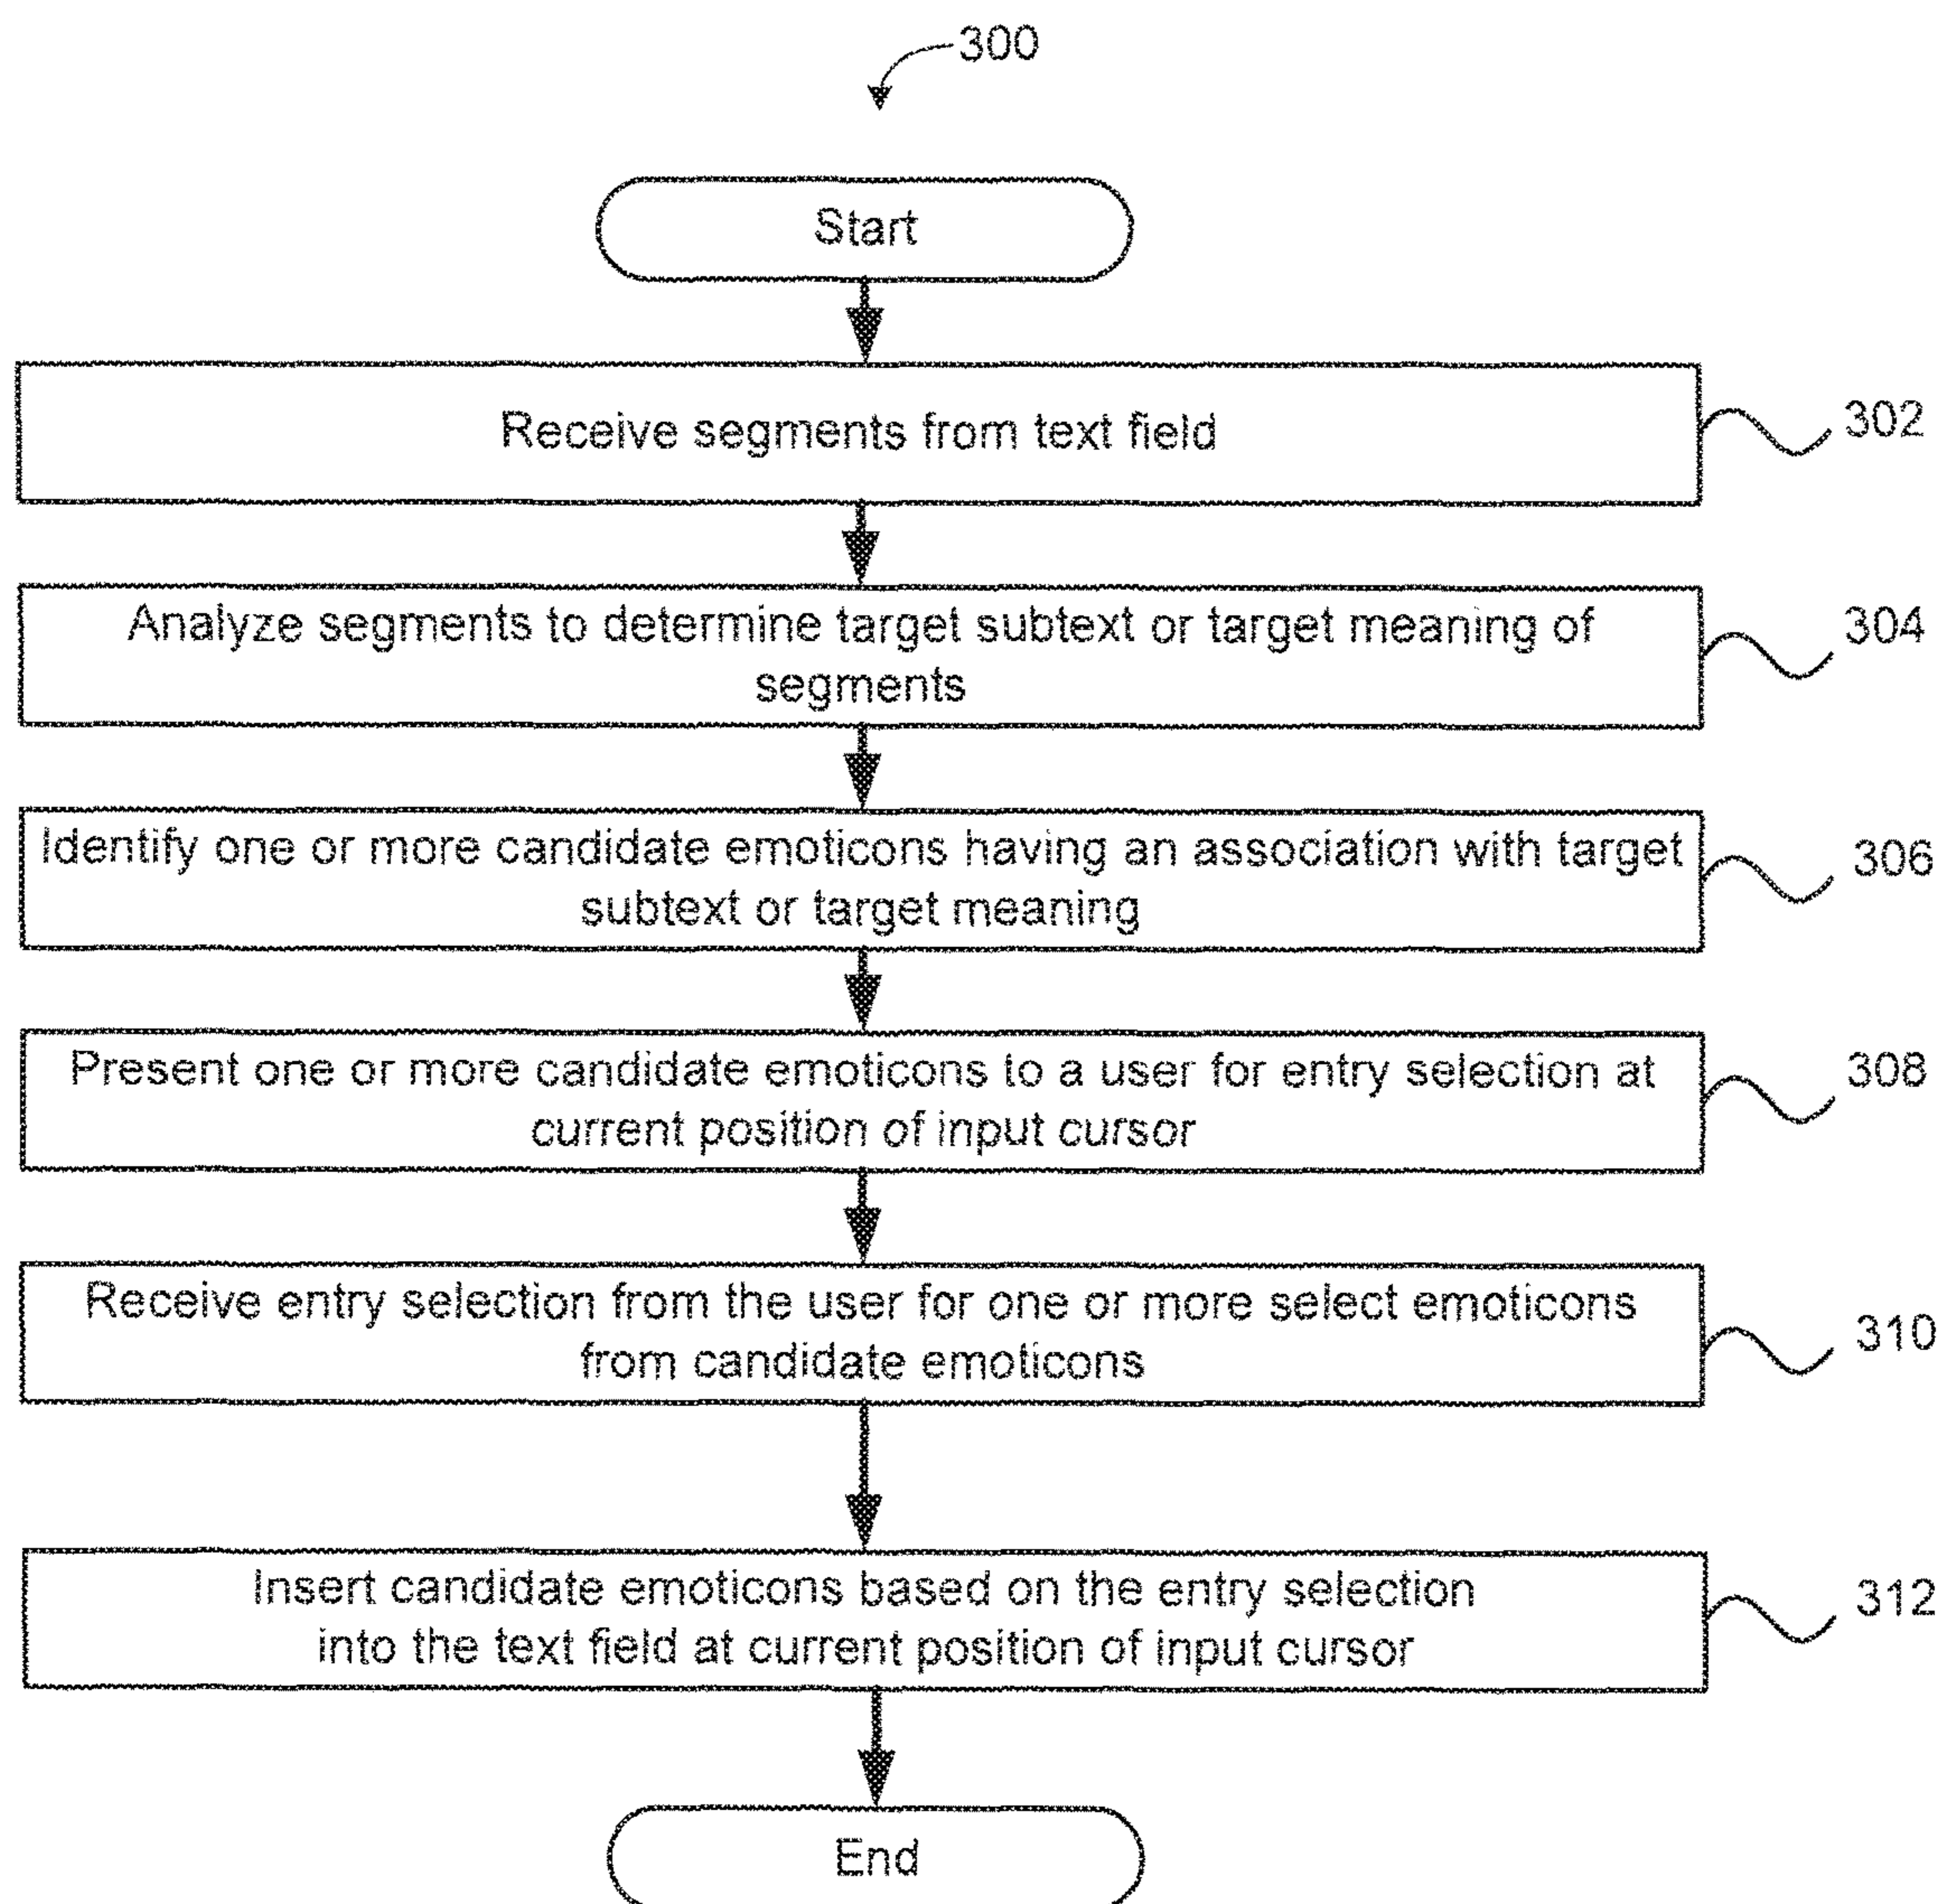 300
Start
Receive segments from text field
302
Analyze segments to determine target subtext or target meaning of
segments
304
Identify one or more candidate emoticons having an association with target
subtext or target meaning
306
Present one or more candidate emoticons to a user for entry selection at
current position of input cursor
308
Receive entry selection from the user for one or more select emoticons
from candidate emoticons
310
Insert candidate emoticons based on the entry selection
into the text field at current position of input cursor
312
End